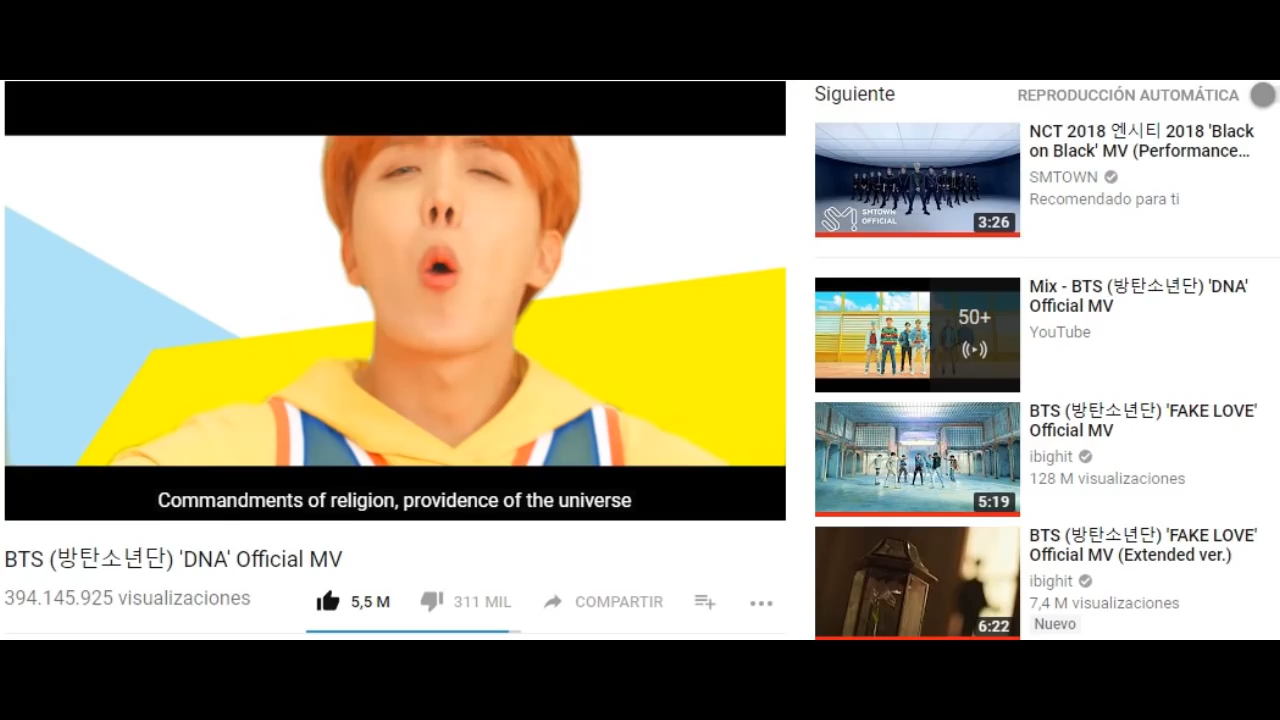 Commandments of religion, providence of the universe
BTS (방탄소년단) 'DNA' Official MV
394.145.925 visualizaciones
5,5 M
311 MIL
COMPARTIR
Siguiente
REPRODUCCIÓN AUTOMÁTICA
SMTOWN
OFFICIAL
3:26
NCT 2018 엔시티 2018 'Black
on Black' MV (Performance…
SMTOWN
Recomendado para ti
50+
Mix - BTS (방탄소년단) 'DNA'
Official MV
YouTube
5:19
BTS (방탄소년단) 'FAKE LOVE'
Official MV
ibighit
128 M visualizaciones
6:22
BTS (방탄소년단) 'FAKE LOVE'
Official MV (Extended ver.)
ibighit
7,4 M visualizaciones
Nuevo